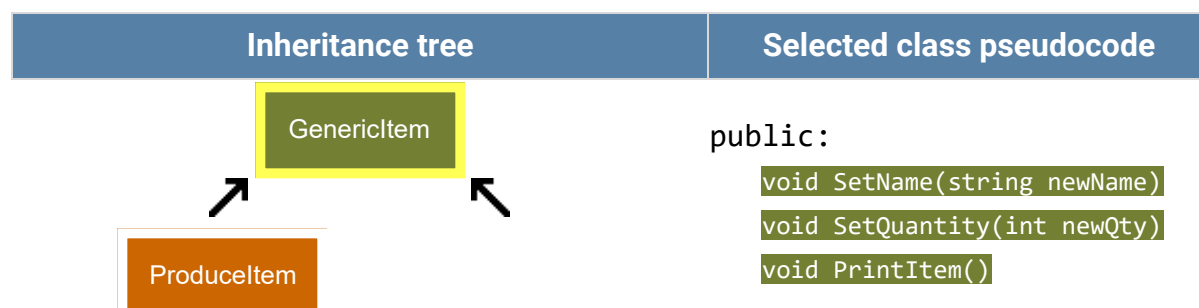 Inheritance tree
Selected class pseudocode
GenericItem
public:
void SetName(string newName)
void SetQuantity(int newQty)
void PrintItem()
ProduceItem